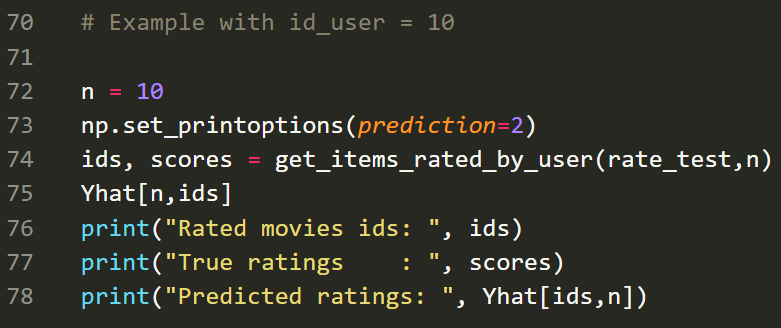 70 # Example with id_user = 10
71
72 n = 10
73 np.set_printoptions(prediction=2)
74 ids, scores = get_items_rated_by_user(rate_test,n)
75 Yhat[n,ids]
76 print("Rated movies ids: ", ids)
77 print("True ratings    : ", scores)
78 print("Predicted ratings: ", Yhat[ids,n])